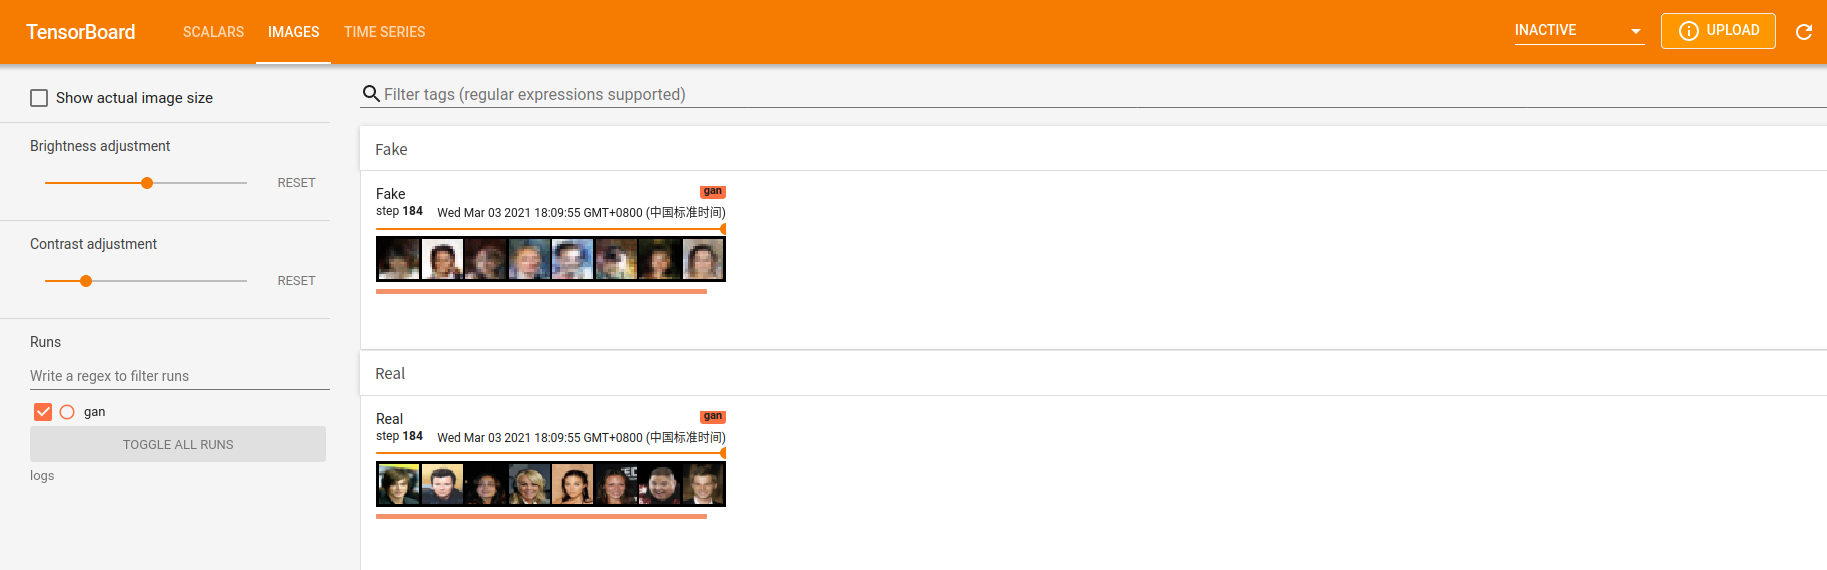 TensorBoard
SCALARS
IMAGES
TIME SERIES
INACTIVE
UPLOAD
Show actual image size
Brightness adjustment
RESET
Contrast adjustment
RESET
Runs
Write a regex to filter runs
gan
TOGGLE ALL RUNS
logs
Filter tags (regular expressions supported)
Fake
Fake
gan
step 184
Wed Mar 03 2021 18:09:55 GMT+0800 (中国标准时间)
Real
Real
gan
step 184
Wed Mar 03 2021 18:09:55 GMT+0800 (中国标准时间)